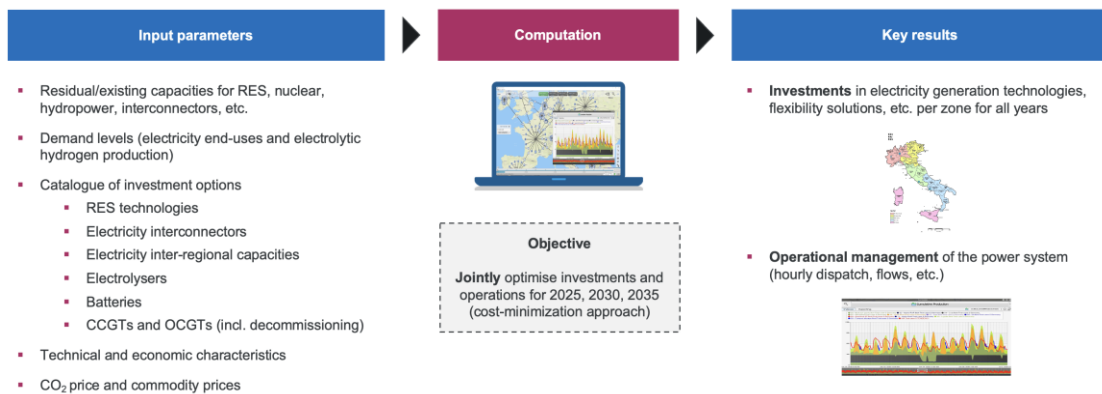 Input parameters
Computation
Key results
▪ Residual/existing capacities for RES, nuclear,
hydropower, interconnectors, etc.
▪ Demand levels (electricity end-uses and electrolytic
hydrogen production)
▪ Catalogue of investment options
▪ RES technologies
▪ Electricity interconnectors
▪ Electricity inter-regional capacities
▪ Electrolysers
▪ Batteries
▪ CCGTs and OCGTs (incl. decommissioning)
▪ Technical and economic characteristics
▪ CO₂ price and commodity prices
Objective
Jointly optimise investments and
operations for 2025, 2030, 2035
(cost-minimization approach)
▪ Investments in electricity generation technologies,
flexibility solutions, etc. per zone for all years
▪ Operational management of the power system
(hourly dispatch, flows, etc.)